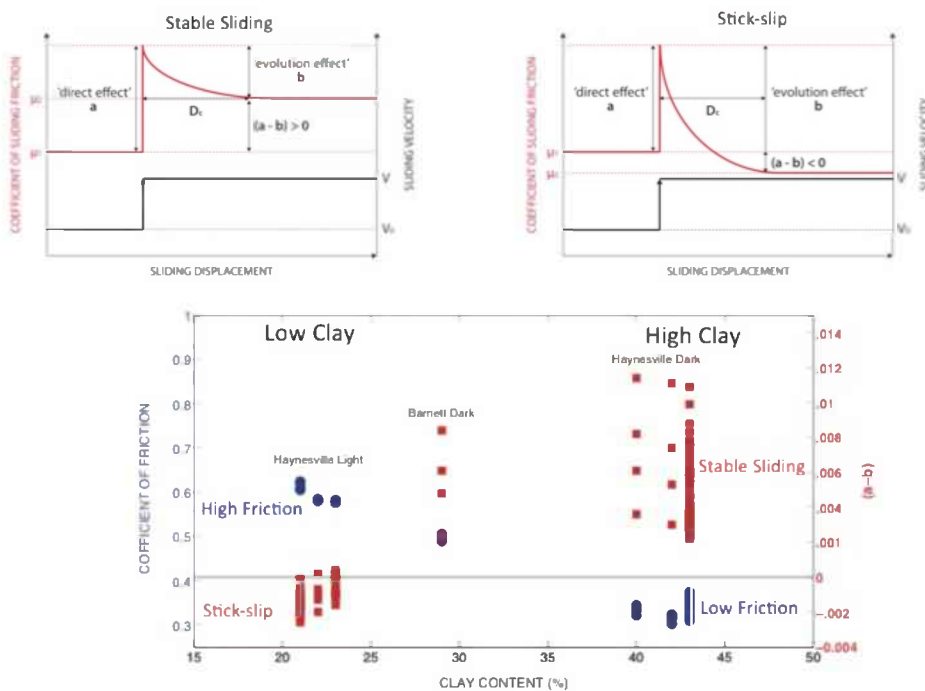 Stable Sliding
COEFFICIENT OF SLIDING FRICTION
'direct effect'
a
'evolution effect'
b
Dc
(a - b) > 0
V
V₀
SLIDING VELOCITY
SLIDING DISPLACEMENT
Stick-slip
COEFFICIENT OF SLIDING FRICTION
'direct effect'
a
'evolution effect'
b
Dc
(a - b) < 0
V
V₀
SLIDING VELOCITY
SLIDING DISPLACEMENT
Low Clay
High Clay
Haynesville Dark
Barnett Dark
Haynesville Light
High Friction
Stable Sliding
Stick-slip
Low Friction
COFFICIENT OF FRICTION
1
0.9
0.8
0.7
0.6
0.5
0.4
0.3
.014
.012
.01
.008
.006
.004
.001
0
-.002
-0.004
(a-b)
15
20
25
30
35
40
45
50
CLAY CONTENT (%)